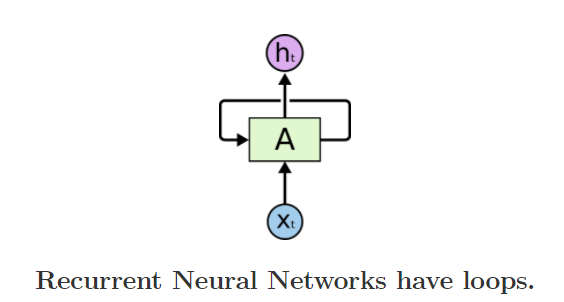 hₜ
A
Xₜ
Recurrent Neural Networks have loops.